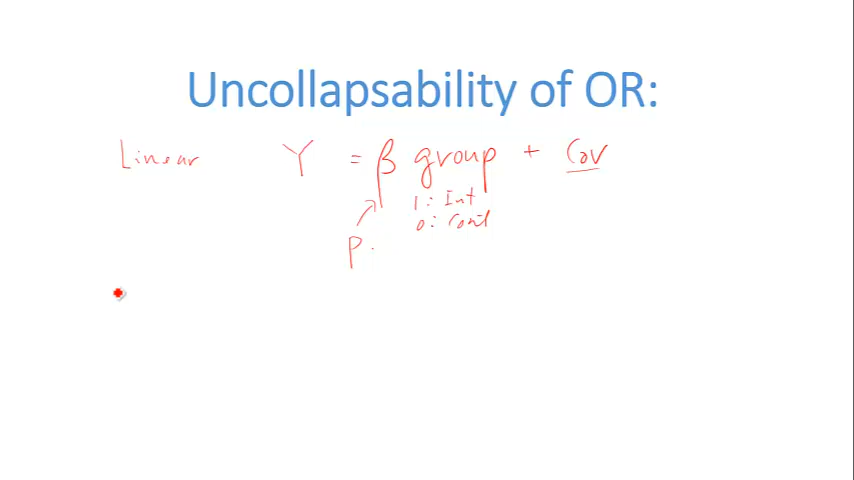 Uncollapsability of OR:
Linear Y = β group + Cov
1: Int
0: Cont
P.